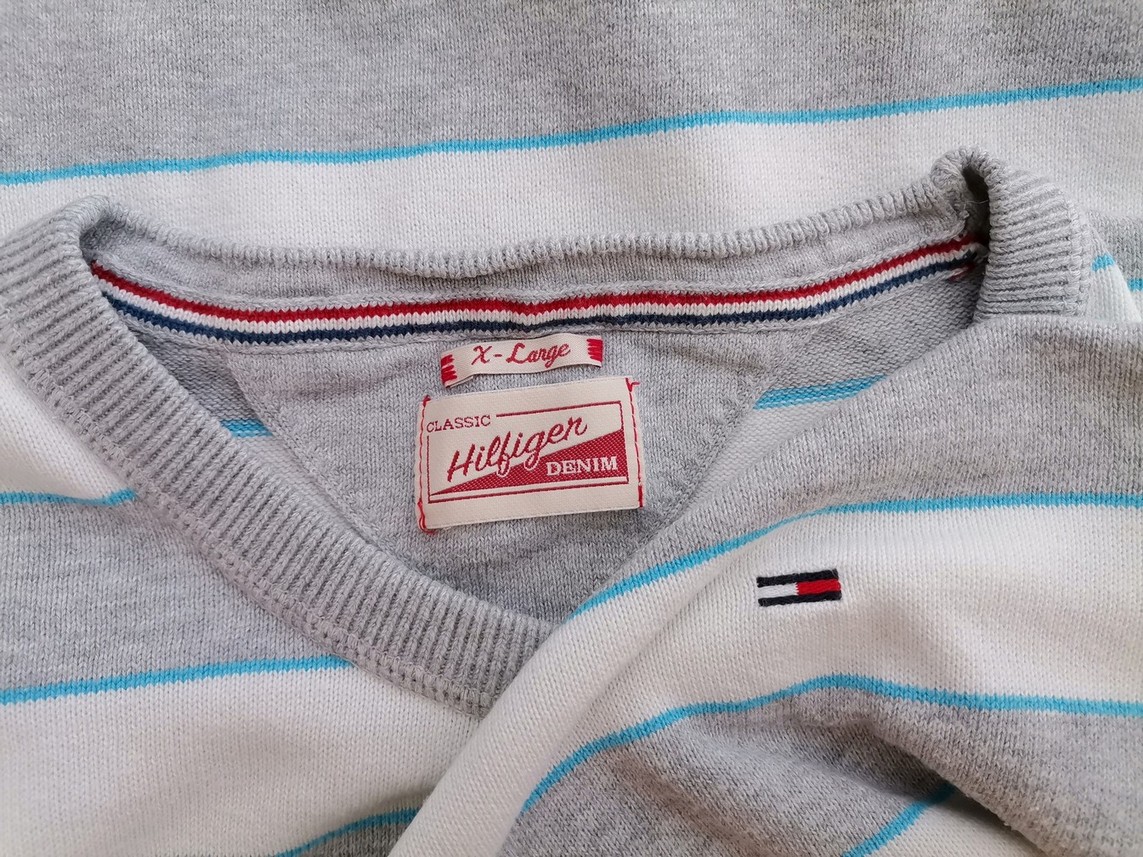 X-Large
CLASSIC
Hilfiger
DENIM